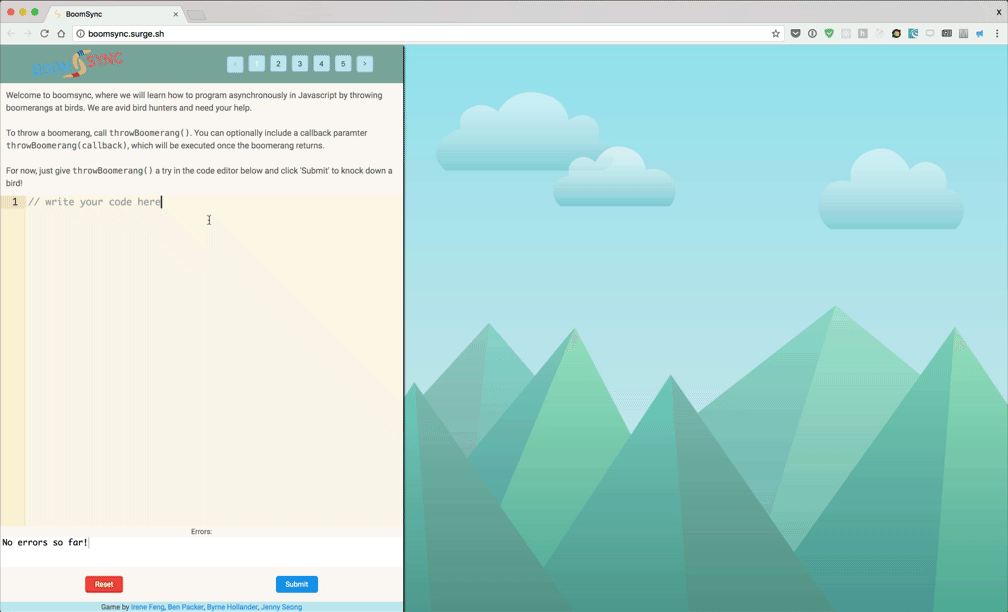 BoomSync
boomsync.surge.sh
BOOM SYNC
< 1 2 3 4 5 >
Welcome to boomsync, where we will learn how to program asynchronously in Javascript by throwing
boomerangs at birds. We are avid bird hunters and need your help.
To throw a boomerang, call throwBoomerang(). You can optionally include a callback paramter
throwBoomerang(callback), which will be executed once the boomerang returns.
For now, just give throwBoomerang() a try in the code editor below and click 'Submit' to knock down a
bird!
1 // write your code here
Errors:
No errors so far!
Reset Submit
Game by Irene Feng, Ben Packer, Byrne Hollander, Jenny Seong